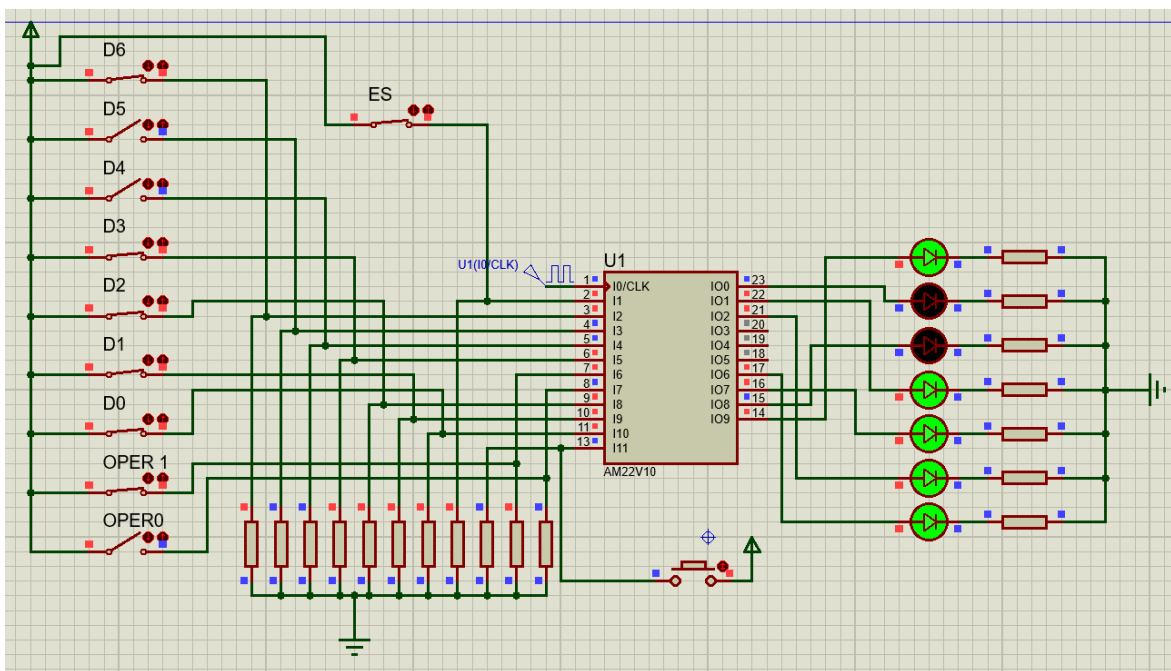 D6
D5
D4
D3
D2
D1
D0
OPER 1
OPER0
ES
U1(I0/CLK)
U1
1 I0/CLK IO0 23
2 I1 IO1 22
3 I2 IO2 21
4 I3 IO3 20
5 I4 IO4 19
6 I5 IO5 18
7 I6 IO6 17
8 I7 IO7 16
9 I8 IO8 15
10 I9 IO9 14
11 I10
13 I11
AM22V10